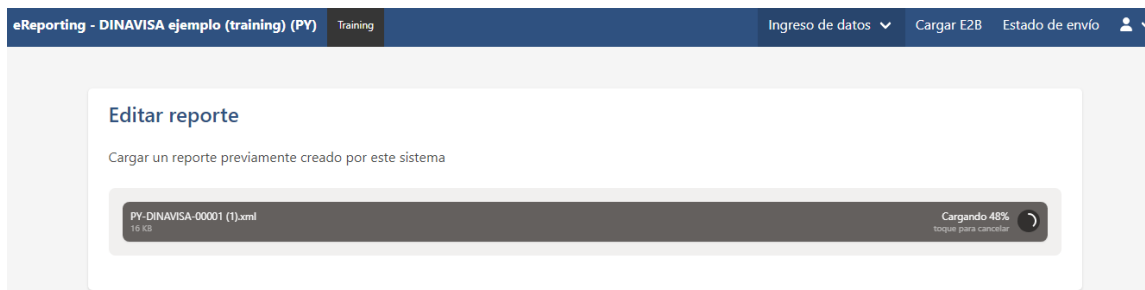 eReporting - DINAVISA ejemplo (training) (PY) Training Ingreso de datos Cargar E2B Estado de envío
Editar reporte
Cargar un reporte previamente creado por este sistema
PY-DINAVISA-00001 (1).xml Cargando 48%
16 KB toque para cancelar